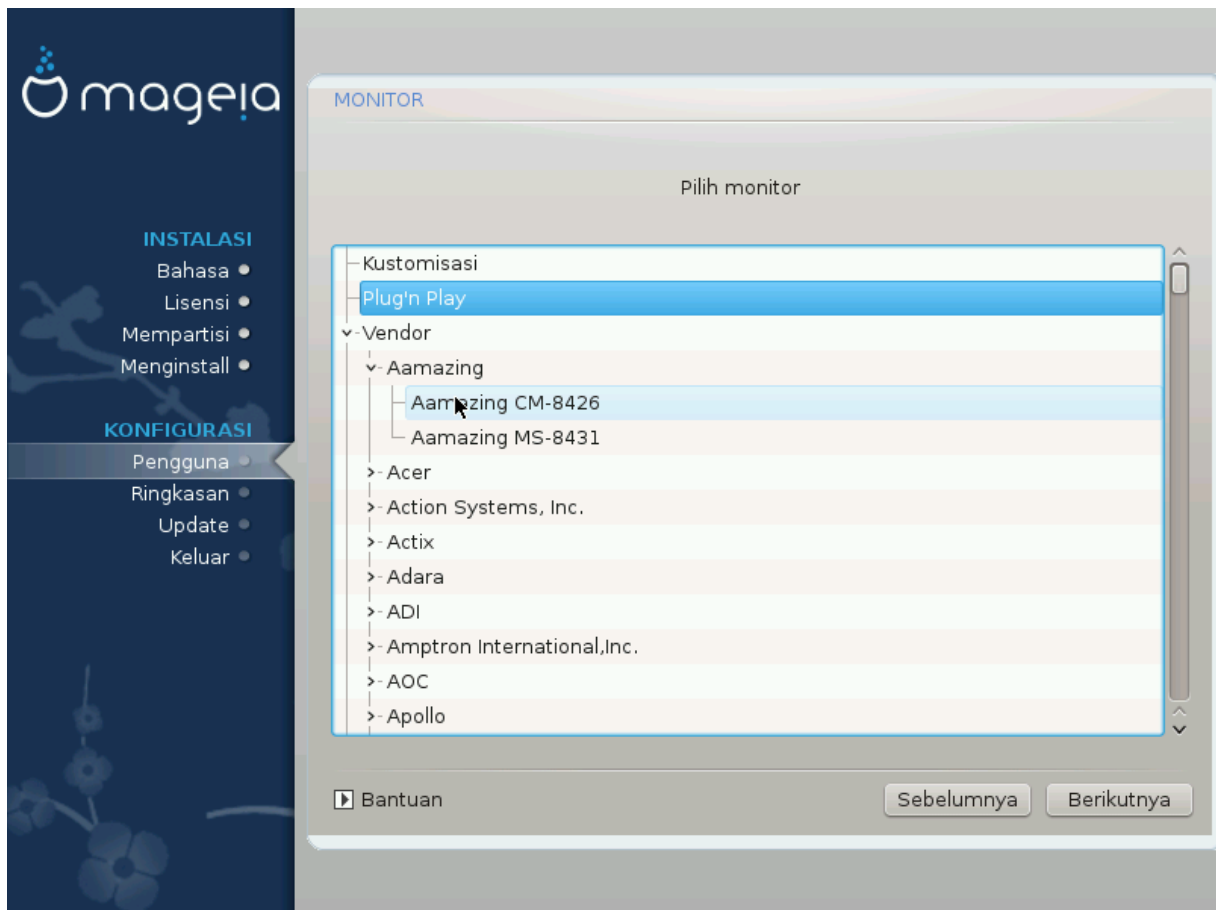 mageia
INSTALASI
Bahasa
Lisensi
Mempartisi
Menginstall
KONFIGURASI
Pengguna
Ringkasan
Update
Keluar
MONITOR
Pilih monitor
Kustomisasi
Plug'n Play
Vendor
Aamazing
Aamazing CM-8426
Aamazing MS-8431
Acer
Action Systems, Inc.
Actix
Adara
ADI
Amptron International,Inc.
AOC
Apollo
Bantuan
Sebelumnya
Berikutnya